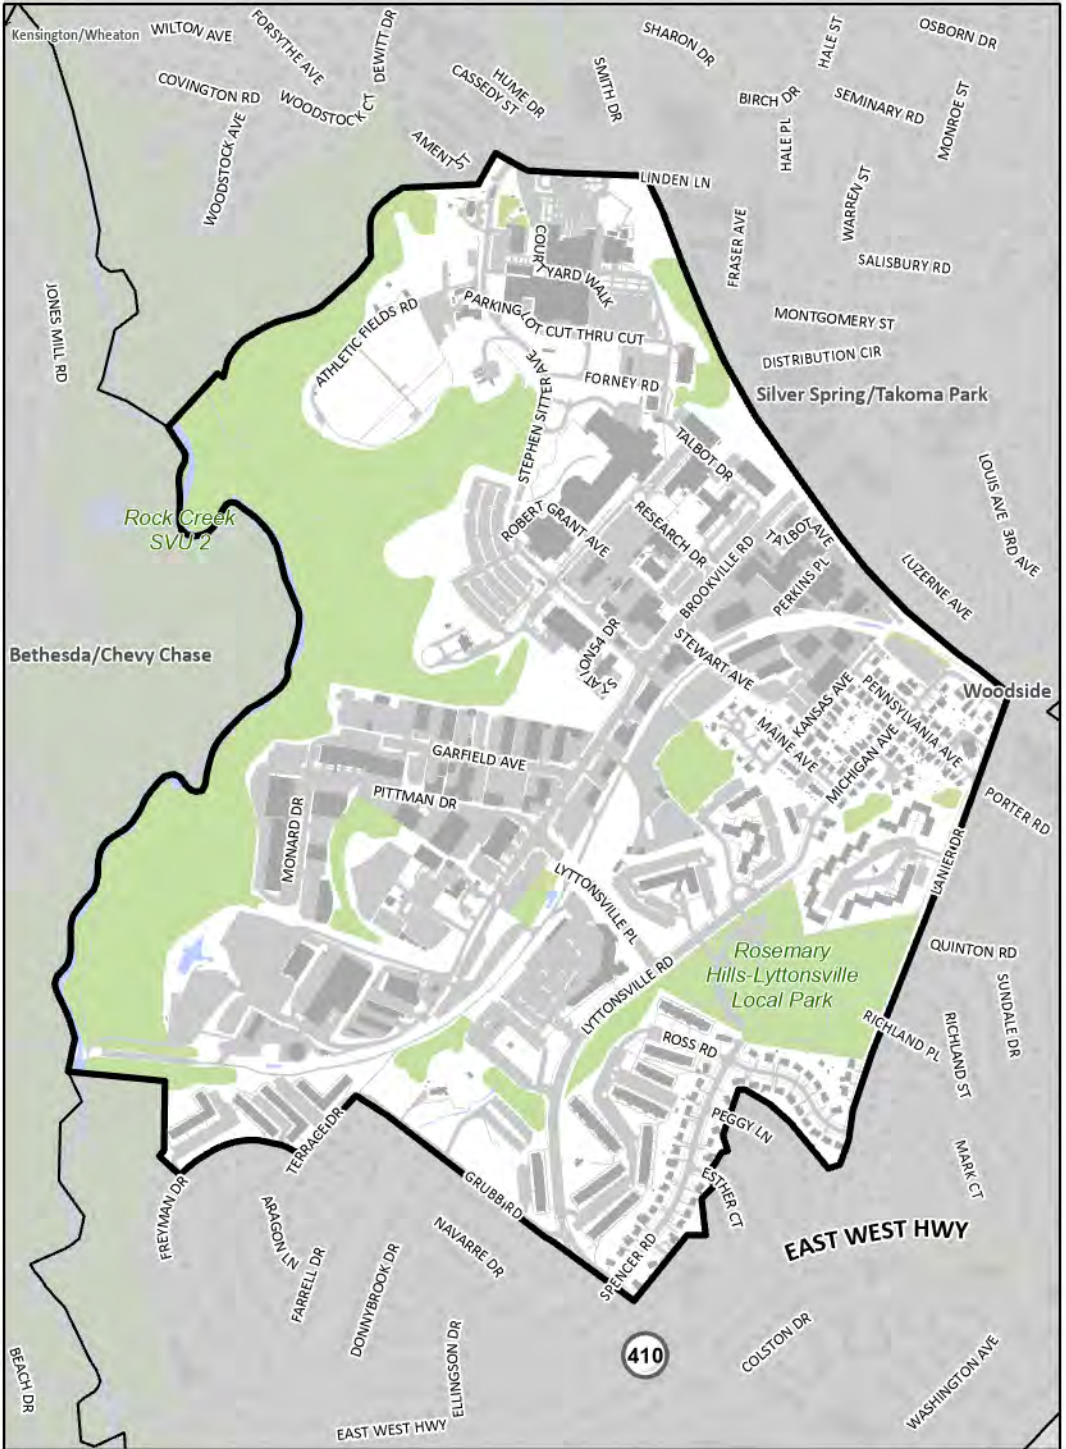 Kensington/Wheaton
WILTON AVE
FORSYTHE AVE
DEWITT DR
SHARON DR
HALE ST
OSBORN DR
COVINGTON RD
WOODSTOCK CT
CASSEDY ST
HUME DR
SMITH DR
BIRCH DR
SEMINARY RD
MONROE ST
WOODSTOCK AVE
AMENT ST
HALE PL
LINDEN LN
WARREN ST
FRASER AVE
SALISBURY RD
COURTYARD WALK
JONES MILL RD
ATHLETIC FIELDS RD
PARKING LOT CUT THRU CUT
MONTGOMERY ST
DISTRIBUTION CIR
FORNEY RD
Silver Spring/Takoma Park
STEPHEN SITTER AVE
TALBOT DR
LOUIS AVE
3RD AVE
Rock Creek
SVU 2
ROBERT GRANT AVE
RESEARCH DR
BROOKVILLE RD
TALBOT AVE
PERKINS PL
LUZERNE AVE
Bethesda/Chevy Chase
STATION 54 DR
STEWART AVE
KANSAS AVE
PENNSYLVANIA AVE
Woodside
MAINE AVE
MICHIGAN AVE
GARFIELD AVE
PITTMAN DR
MONARD DR
PORTER RD
LANIER DR
LYTTONSVILLE PL
LYTTONSVILLE RD
Rosemary
Hills-Lyttonsville
Local Park
QUINTON RD
SUNDALE DR
RICHLAND PL
RICHLAND ST
ROSS RD
PEGGY LN
TERRACE DR
FREYMAN DR
GRUBB RD
ESTHER CT
MARK CT
ARAGON LN
FARRELL DR
NAVARRE DR
DONNYBROOK DR
SPENCER RD
EAST WEST HWY
410
COLSTON DR
WASHINGTON AVE
BEACH DR
ELLINGSON DR
EAST WEST HWY